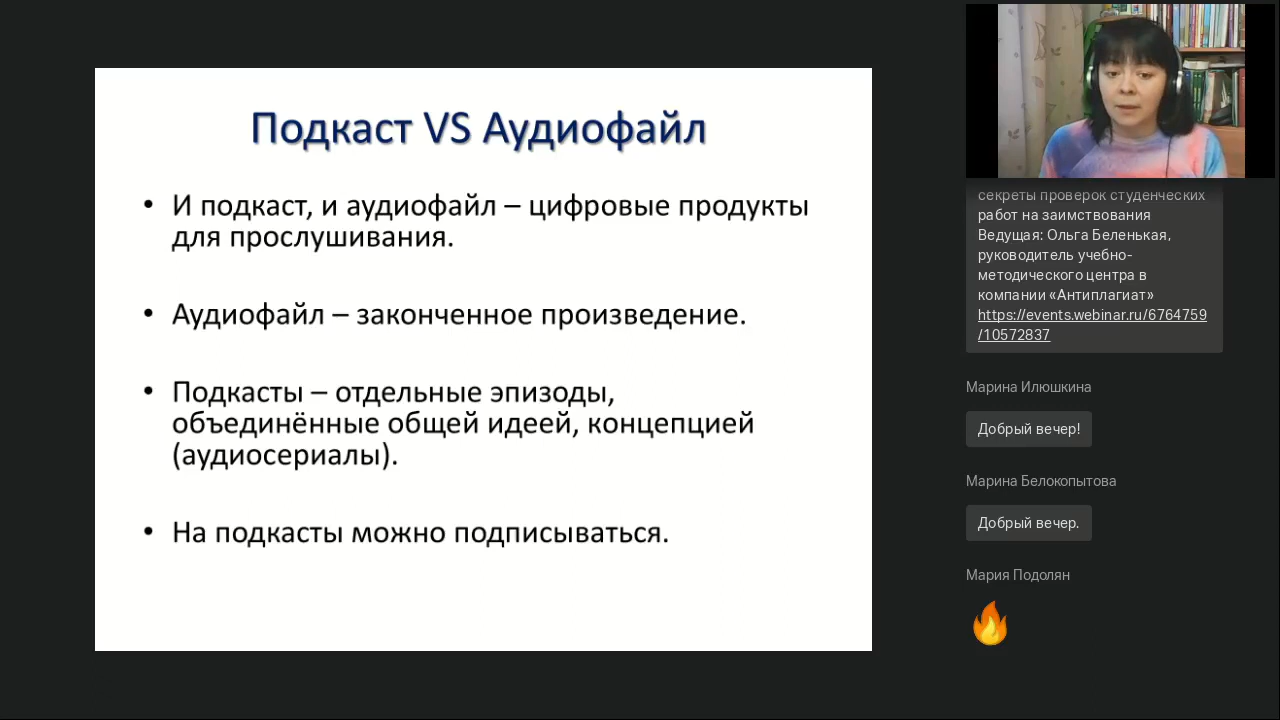 Подкаст VS Аудиофайл
• И подкаст, и аудиофайл – цифровые продукты
для прослушивания.
• Аудиофайл – законченное произведение.
• Подкасты – отдельные эпизоды,
объединённые общей идеей, концепцией
(аудиосериалы).
• На подкасты можно подписываться.
секреты проверок студенческих
работ на заимствования
Ведущая: Ольга Беленькая,
руководитель учебно-
методического центра в
компании «Антиплагиат»
https://events.webinar.ru/6764759
/10572837
Марина Илюшкина
Добрый вечер!
Марина Белокопытова
Добрый вечер.
Мария Подолян